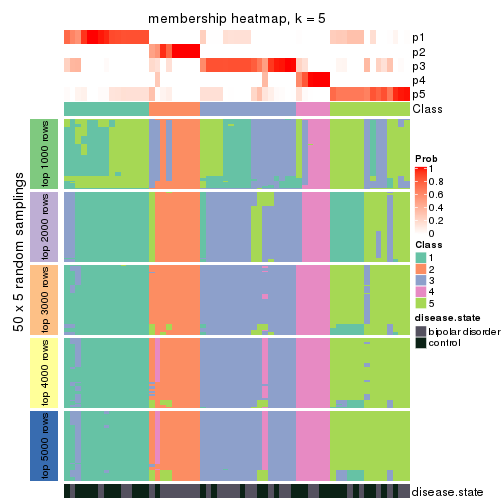 membership heatmap, k = 5
p1
p2
p3
p4
p5
Class
50 x 5 random samplings
top 1000 rows
top 2000 rows
top 3000 rows
top 4000 rows
top 5000 rows
disease.state
Prob
1
0.8
0.6
0.4
0.2
0
Class
1
2
3
4
5
disease.state
bipolar disorder
control